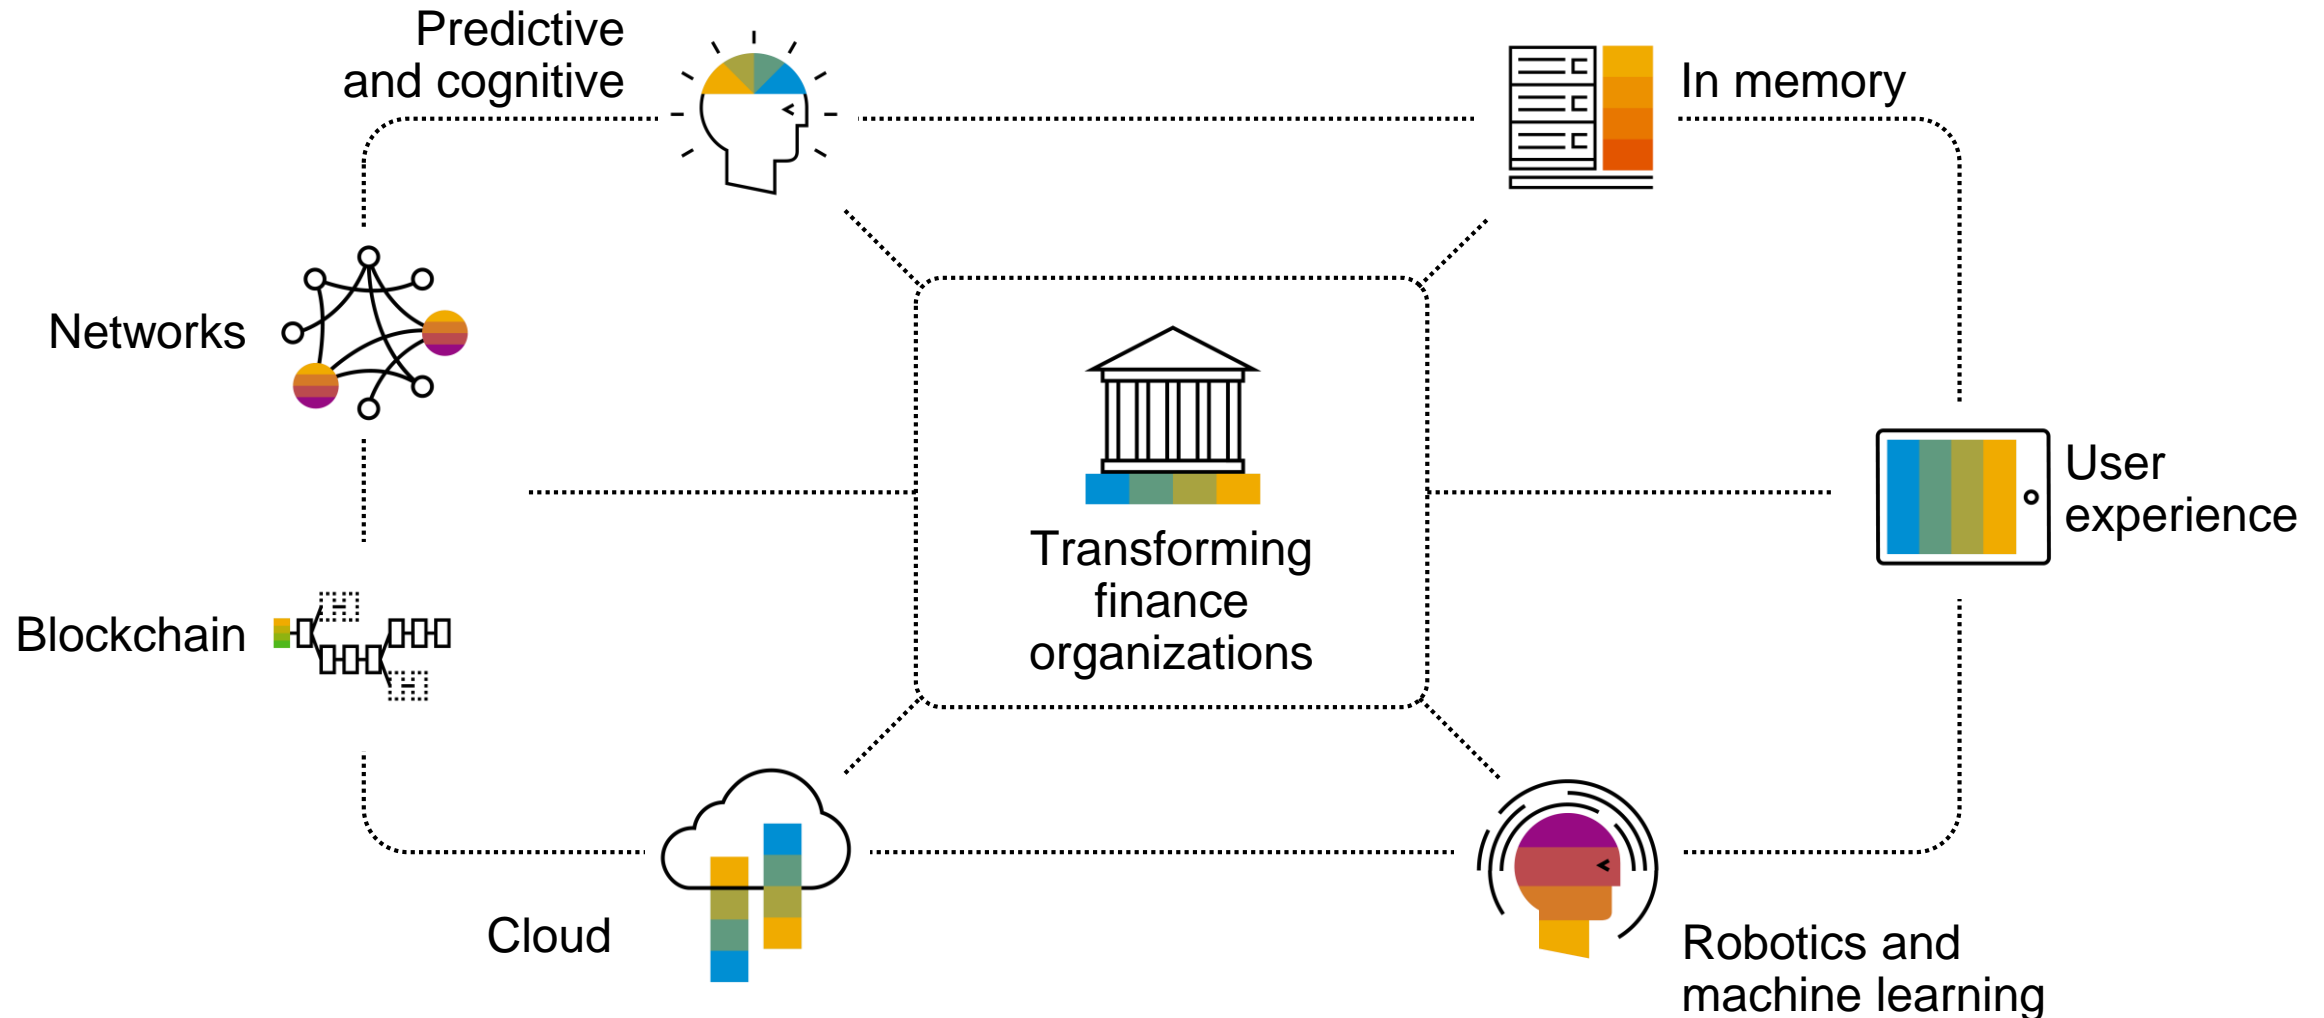 Predictive
and cognitive
In memory
Networks
User
experience
Transforming
finance
organizations
Blockchain
Cloud
Robotics and
machine learning